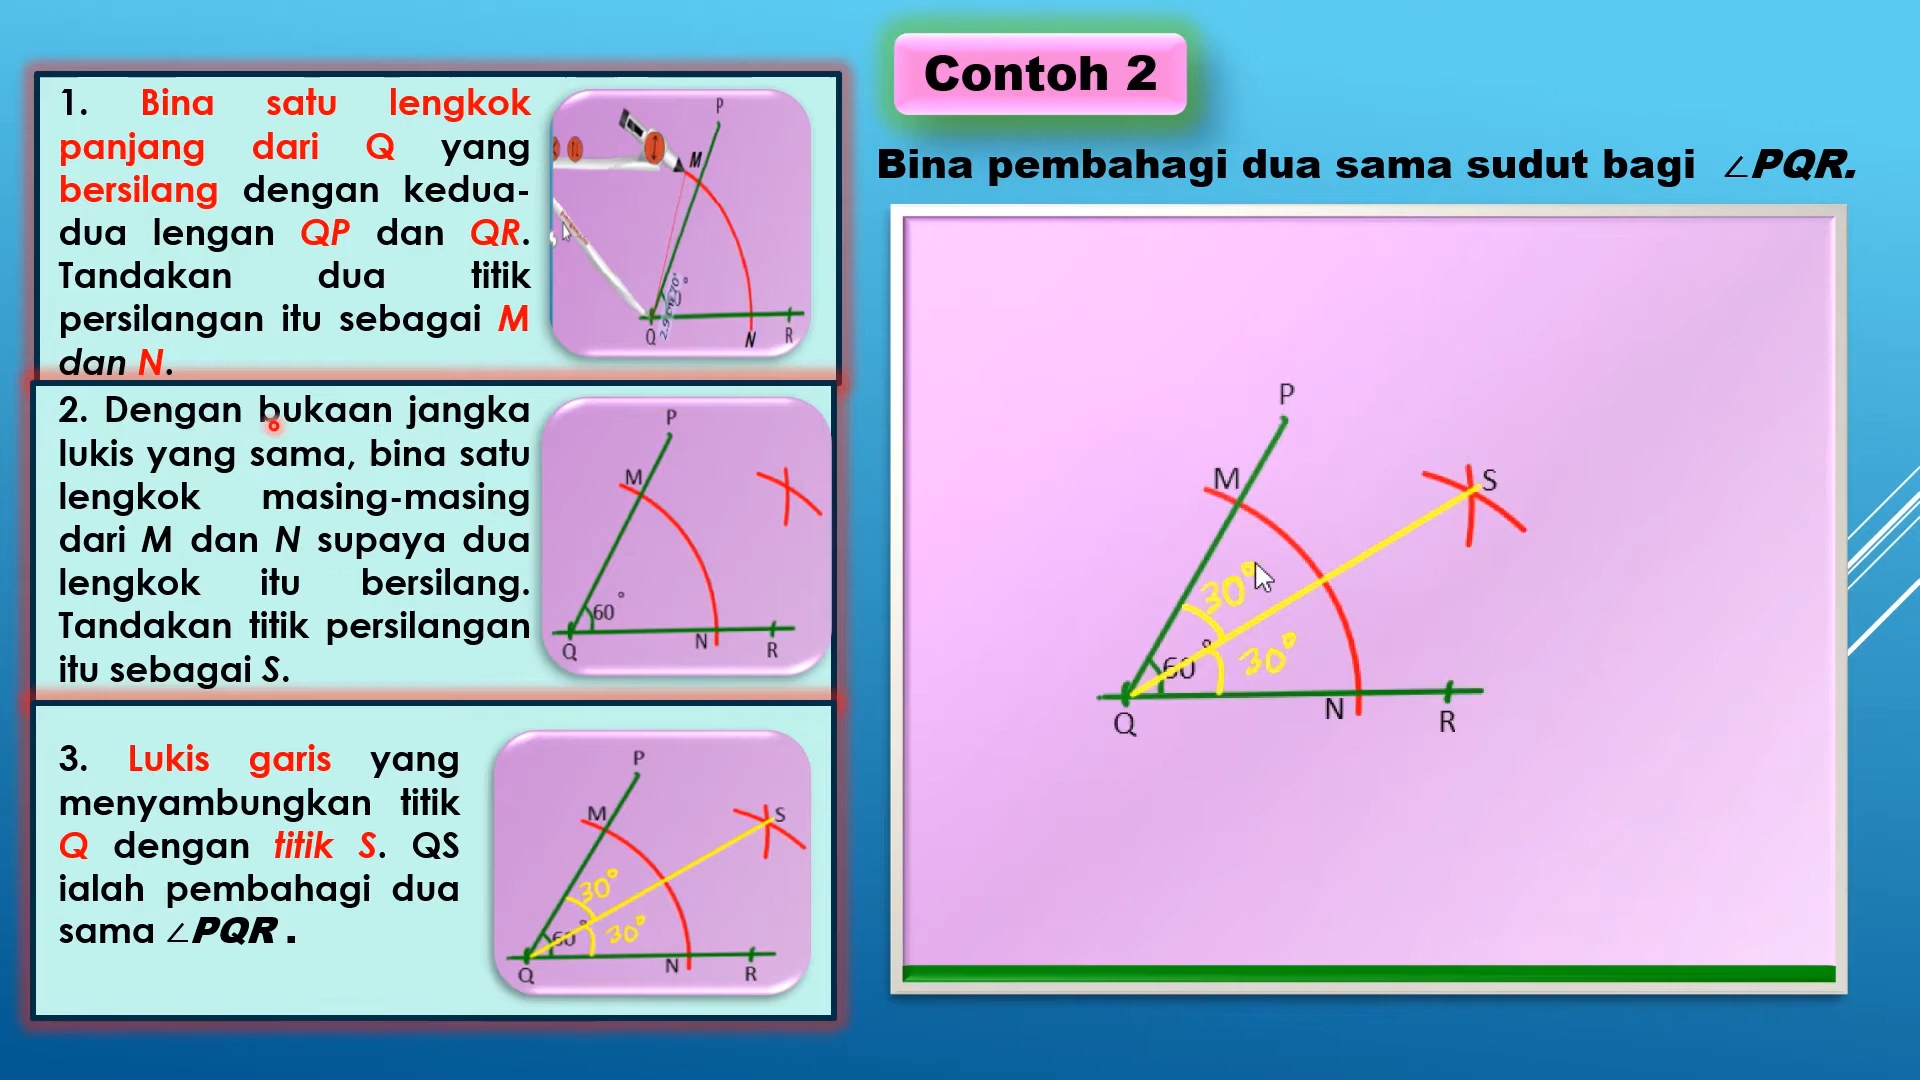 Contoh 2
Bina pembahagi dua sama sudut bagi ∠PQR.
1. Bina satu lengkok
panjang dari Q yang
bersilang dengan kedua-
dua lengan QP dan QR.
Tandakan dua titik
persilangan itu sebagai M
dan N.
P
M
Q
N
R
2. Dengan bukaan jangka
lukis yang sama, bina satu
lengkok masing-masing
dari M dan N supaya dua
lengkok itu bersilang.
Tandakan titik persilangan
itu sebagai S.
P
M
60°
Q
N
R
3. Lukis garis yang
menyambungkan titik
Q dengan titik S. QS
ialah pembahagi dua
sama ∠PQR .
P
M
S
30°
60°
30°
Q
N
R
P
M
S
30°
60°
30°
Q
N
R